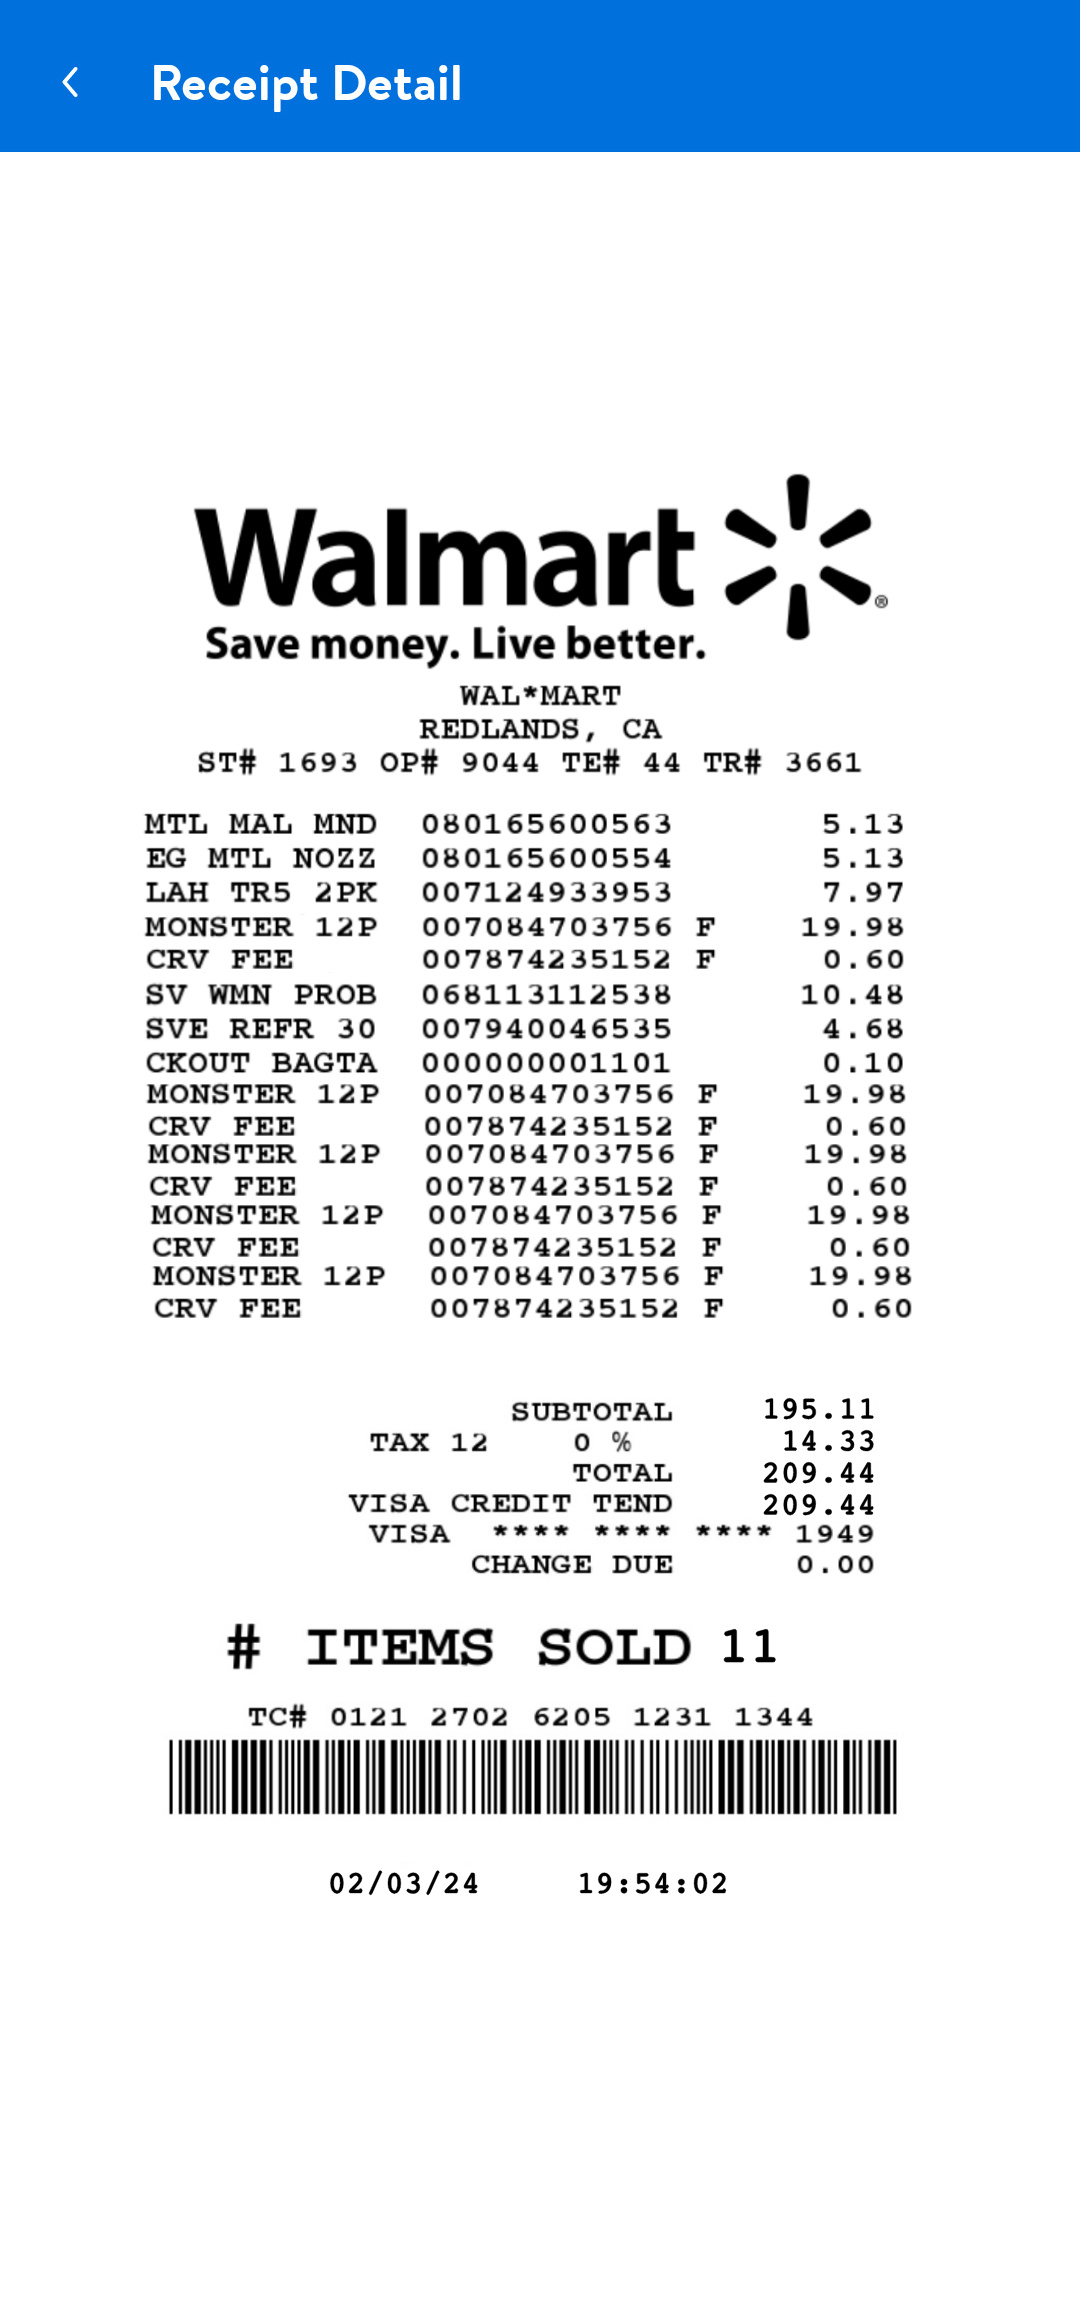 Receipt Detail
Walmart
®
Save money. Live better.
WAL*MART
REDLANDS, CA
ST# 1693 OP# 9044 TE# 44 TR# 3661
MTL MAL MND 080165600563 5.13
EG MTL NOZZ 080165600554 5.13
LAH TR5 2PK 007124933953 7.97
MONSTER 12P 007084703756 F 19.98
CRV FEE 007874235152 F 0.60
SV WMN PROB 068113112538 10.48
SVE REFR 30 007940046535 4.68
CKOUT BAGTA 000000001101 0.10
MONSTER 12P 007084703756 F 19.98
CRV FEE 007874235152 F 0.60
MONSTER 12P 007084703756 F 19.98
CRV FEE 007874235152 F 0.60
MONSTER 12P 007084703756 F 19.98
CRV FEE 007874235152 F 0.60
MONSTER 12P 007084703756 F 19.98
CRV FEE 007874235152 F 0.60
SUBTOTAL 195.11
TAX 12 0 % 14.33
TOTAL 209.44
VISA CREDIT TEND 209.44
VISA **** **** **** 1949
CHANGE DUE 0.00
# ITEMS SOLD 11
TC# 0121 2702 6205 1231 1344
02/03/24 19:54:02